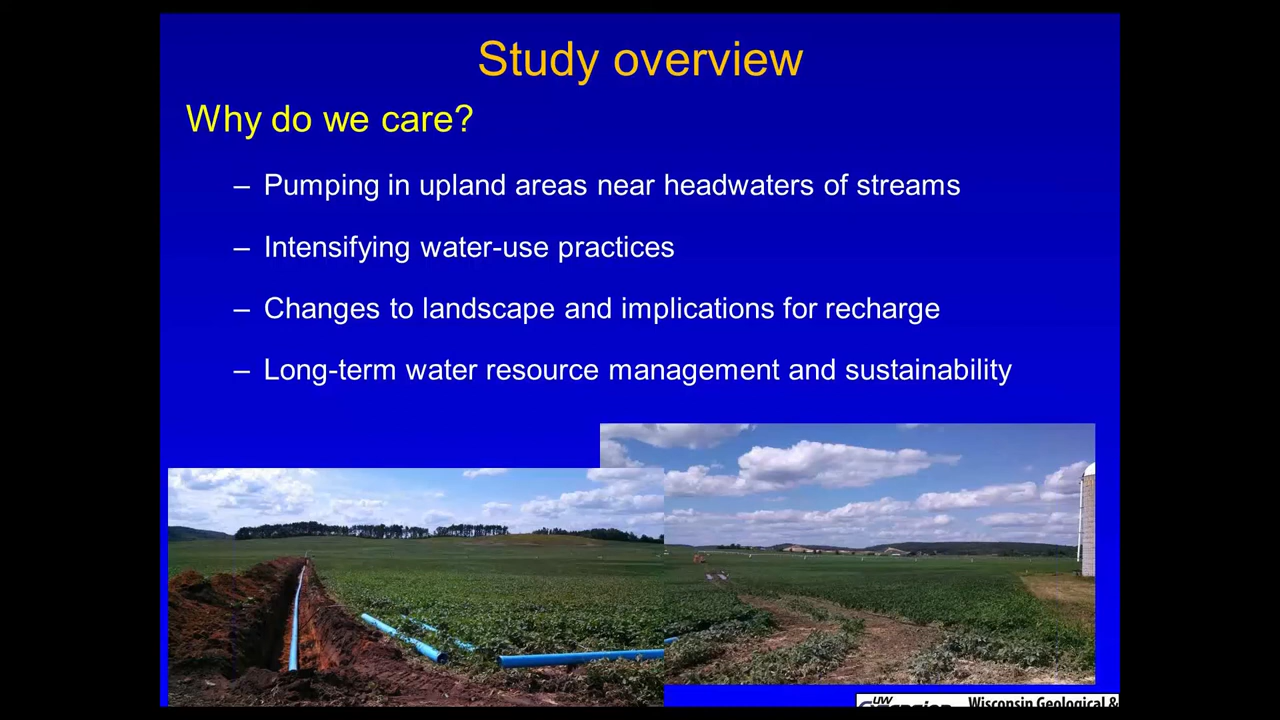 Study overview
Why do we care?
– Pumping in upland areas near headwaters of streams
– Intensifying water-use practices
– Changes to landscape and implications for recharge
– Long-term water resource management and sustainability
UW
Wisconsin Geological &